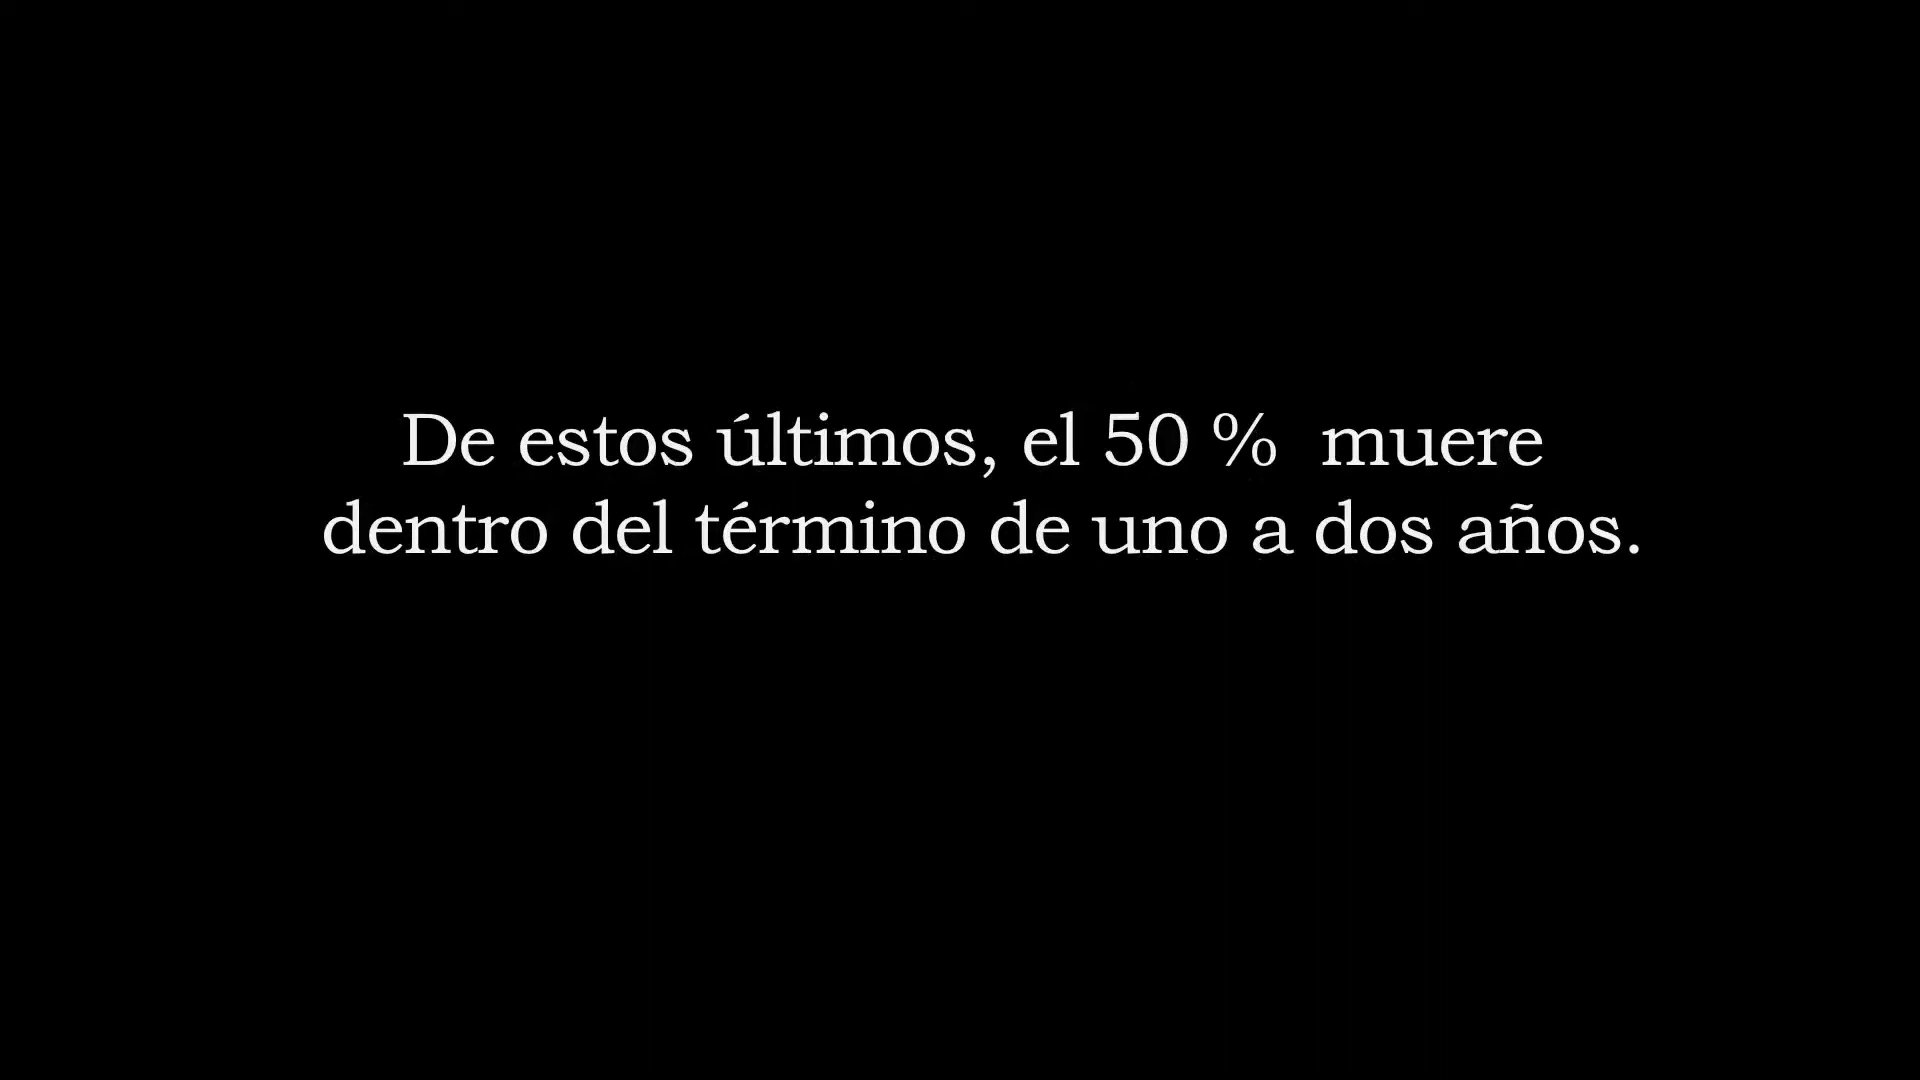 De estos últimos, el 50 % muere
dentro del término de uno a dos años.